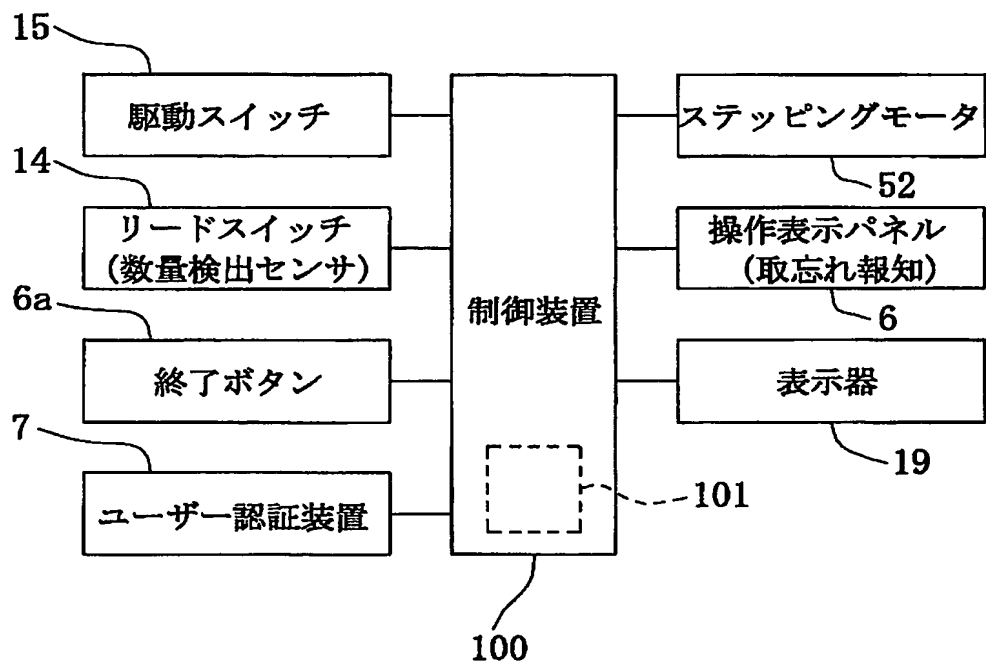 15
駆動スイッチ
14
リードスイッチ
(数量検出センサ)
6a
終了ボタン
7
ユーザー認証装置
制御装置
101
100
ステッピングモータ
52
操作表示パネル
(取忘れ報知)
6
表示器
19